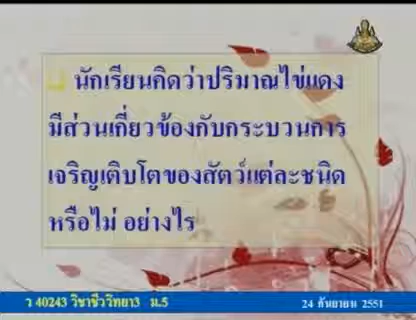 นักเรียนคิดว่าปริมาณไข่แดง
มีส่วนเกี่ยวข้องกับกระบวนการ
เจริญเติบโตของสัตว์แต่ละชนิด
หรือไม่ อย่างไร
ว 40243 วิชาชีววิทยา3 ม.5
24 กันยายน 2551